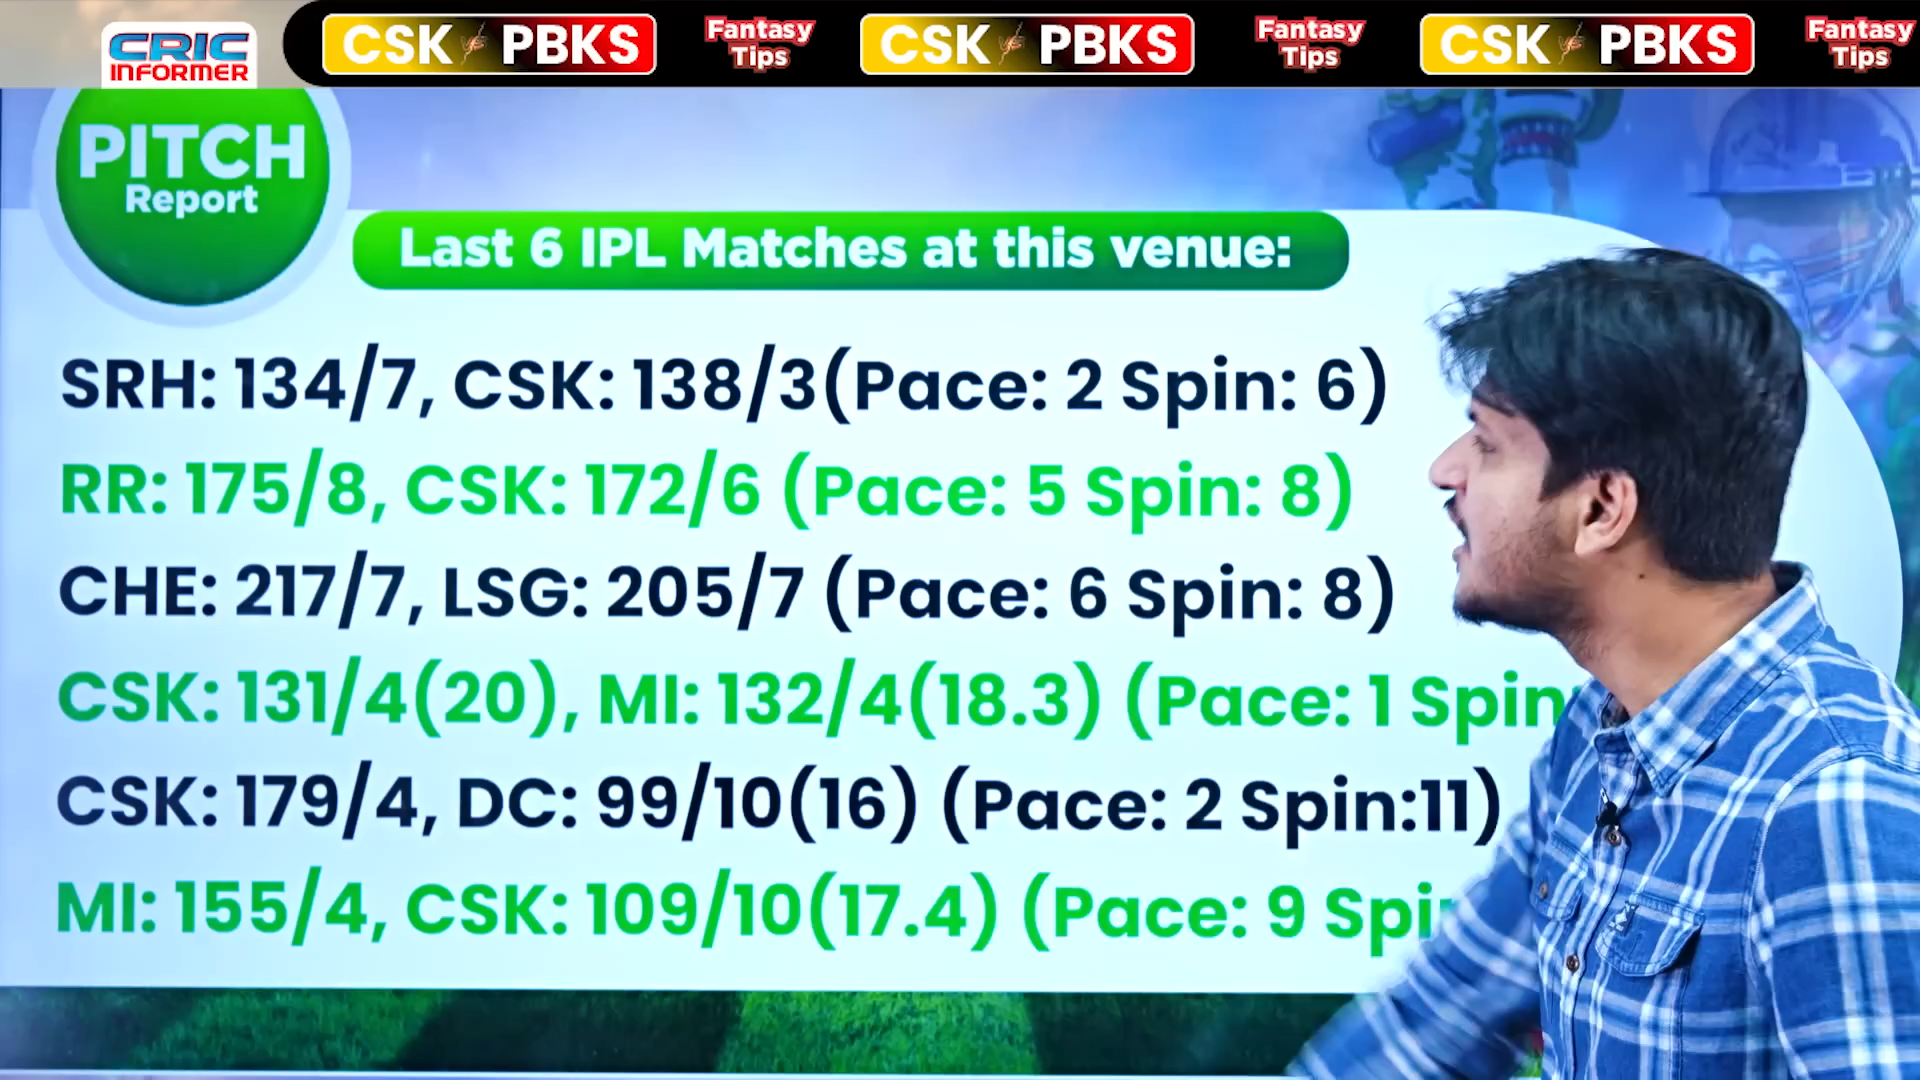 CRIC
INFORMER
CSK PBKS
Fantasy
Tips
CSK PBKS
Fantasy
Tips
CSK PBKS
Fantasy
Tips
PITCH
Report
Last 6 IPL Matches at this venue:
SRH: 134/7, CSK: 138/3(Pace: 2 Spin: 6)
RR: 175/8, CSK: 172/6 (Pace: 5 Spin: 8)
CHE: 217/7, LSG: 205/7 (Pace: 6 Spin: 8)
CSK: 131/4(20), MI: 132/4(18.3) (Pace: 1 Spin
CSK: 179/4, DC: 99/10(16) (Pace: 2 Spin:11)
MI: 155/4, CSK: 109/10(17.4) (Pace: 9 Spi